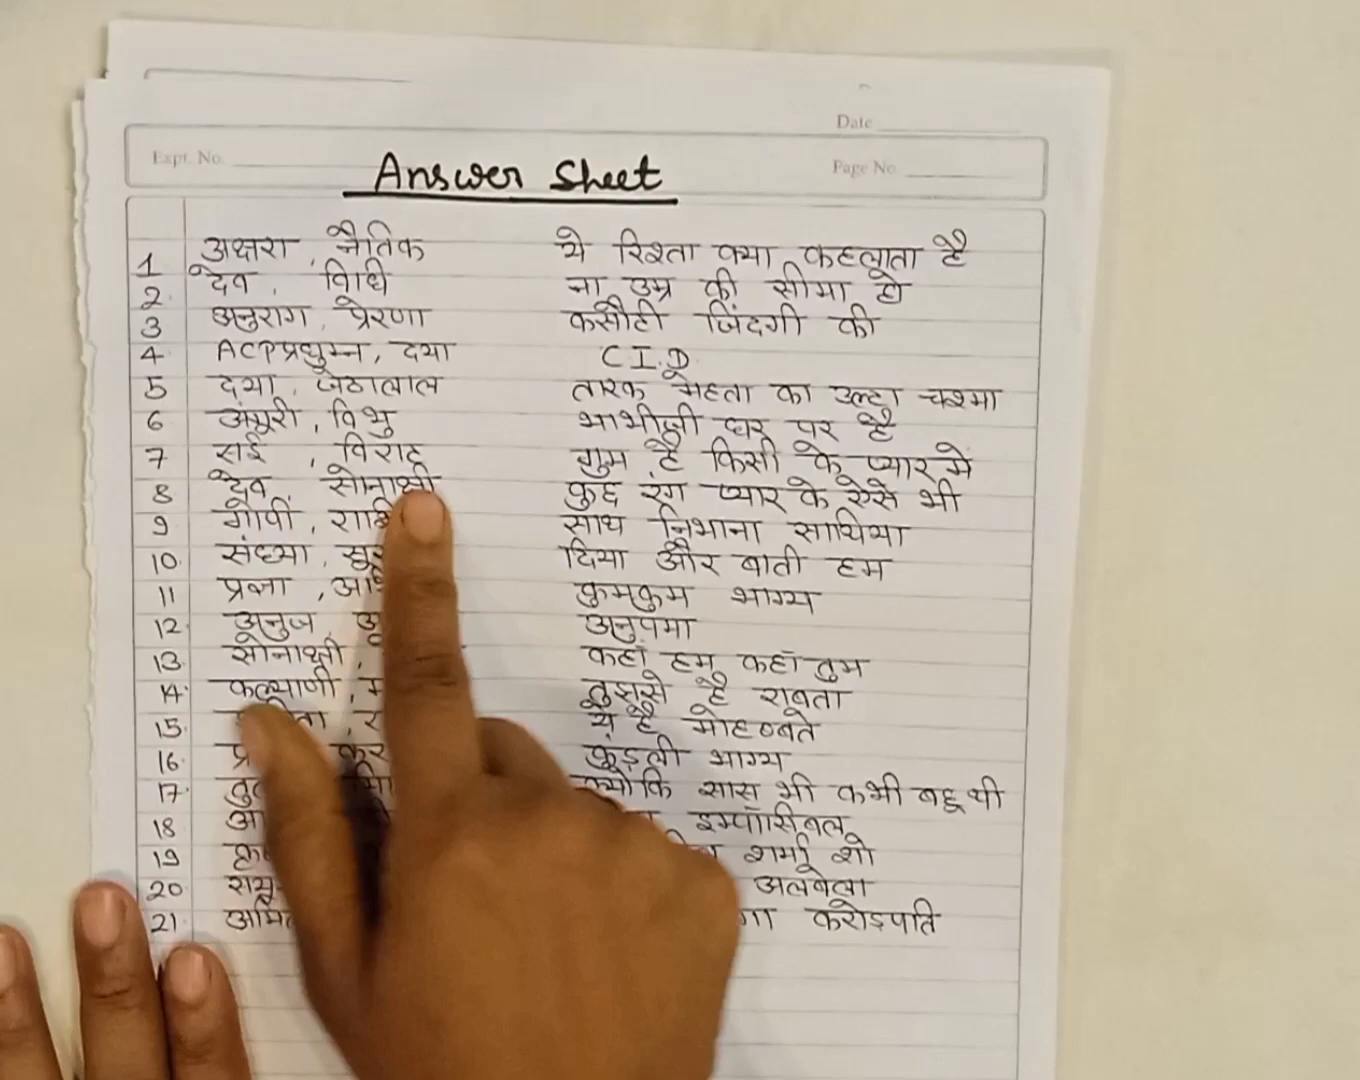 Date
Expt. No.
Answer Sheet
Page No.
1 अक्षरा , नैतिक ये रिश्ता क्या कहलाता है
2. देव , विधि ना उम्र की सीमा हो
3 अनुराग , प्रेरणा कसौटी जिंदगी की
4 ACP प्रद्युम्न, दया C I.D
5 दया , जेठालाल तारक मेहता का उल्टा चश्मा
6 अंगूरी , विभु भाभीजी घर पर है
7 सई , विराट गुम है किसी के प्यार मे
8 देव , सोनाक्षी कुछ रंग प्यार के ऐसे भी
9 गोपी , साथ निभाना साथिया
10 संध्या , दिया और बाती हम
11 प्रज्ञा , कुमकुम भाग्य
12 अनुज , अनुपमा
13. सोनाक्षी , कहाँ हम कहाँ तुम
14 कल्याणी , तुझसे है राबता
15. ये है मोहब्बते
16. कुंड़ली भाग्य
17 क्योकि सास भी कभी बहू थी
18 इम्पॉसिबल
19 शर्मा शो
20 अलबेला
21 करोड़पति